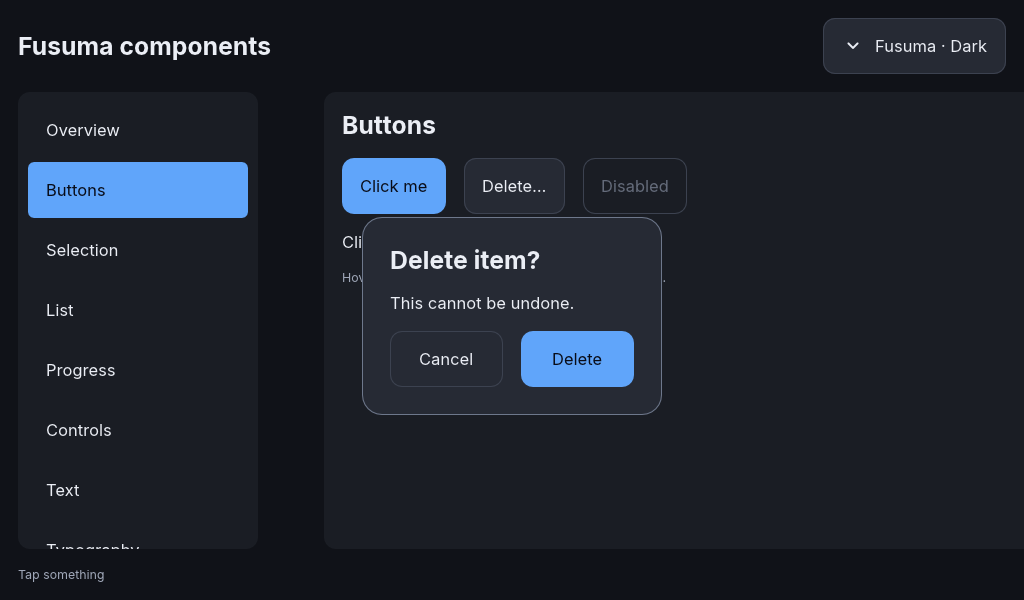 Fusuma components
Fusuma · Dark
Overview
Buttons
Selection
List
Progress
Controls
Text
Typography
Buttons
Click me
Delete...
Disabled
Delete item?
This cannot be undone.
Cancel
Delete
Tap something